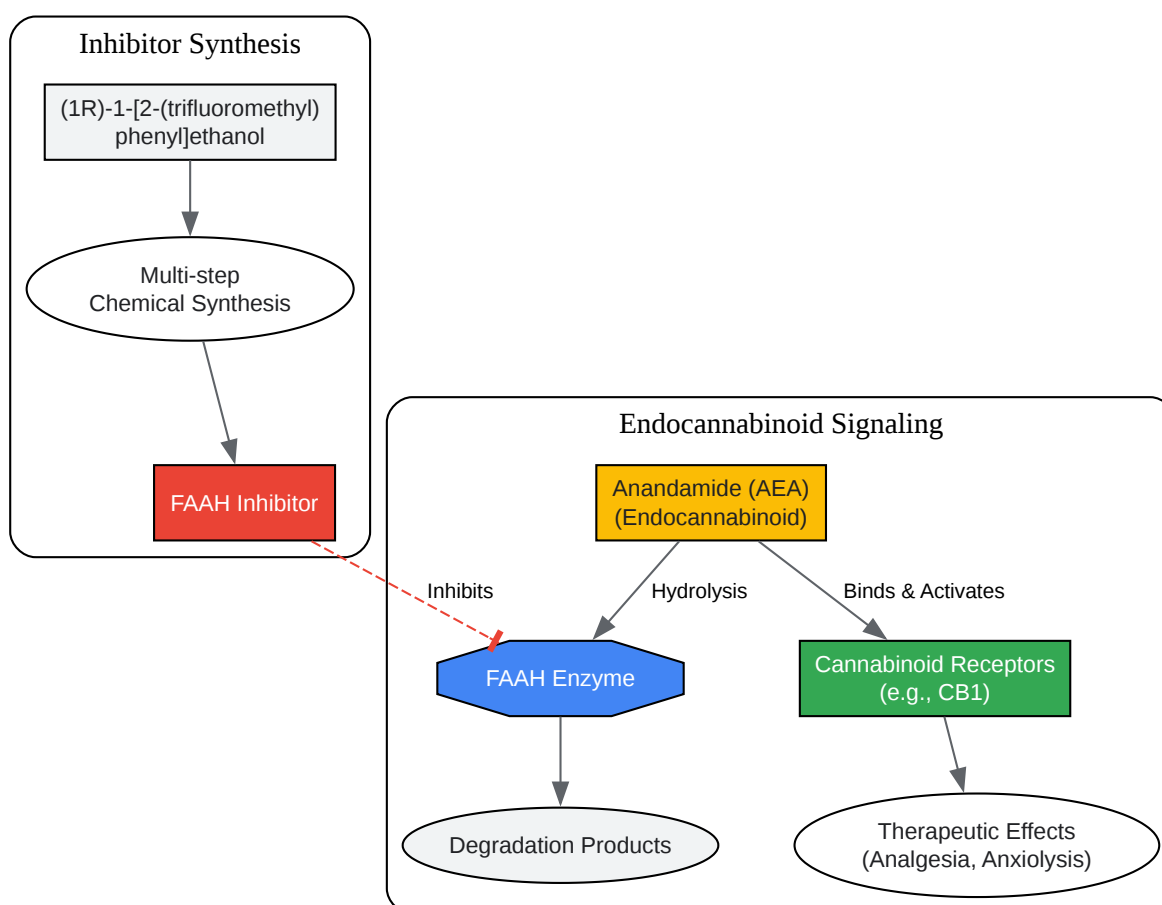 Inhibitor Synthesis
(1R)-1-[2-(trifluoromethyl)
phenyl]ethanol
Multi-step
Chemical Synthesis
FAAH Inhibitor
Endocannabinoid Signaling
Anandamide (AEA)
(Endocannabinoid)
Inhibits
Hydrolysis
Binds & Activates
FAAH Enzyme
Cannabinoid Receptors
(e.g., CB1)
Degradation Products
Therapeutic Effects
(Analgesia, Anxiolysis)